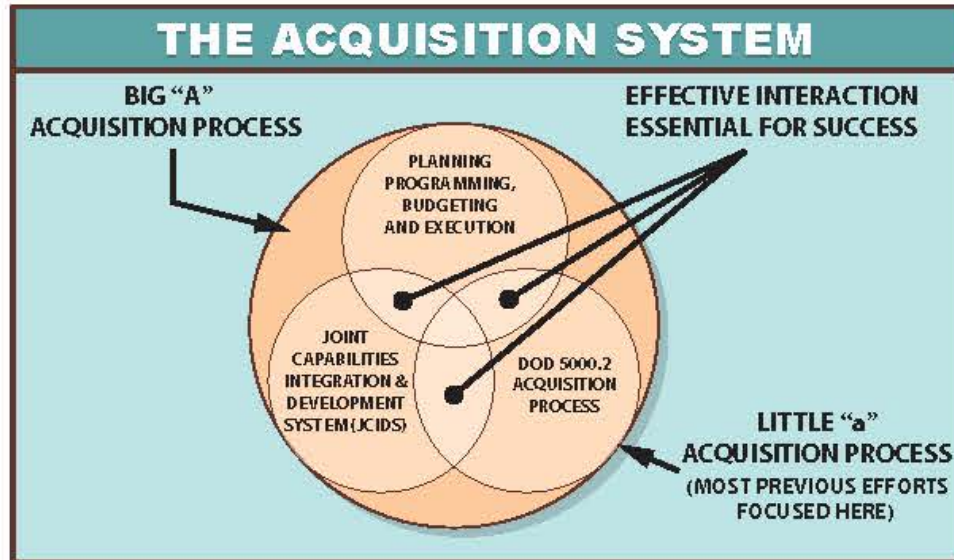 THE ACQUISITION SYSTEM
BIG “A”
ACQUISITION PROCESS
EFFECTIVE INTERACTION
ESSENTIAL FOR SUCCESS
PLANNING
PROGRAMMING,
BUDGETING
AND EXECUTION
JOINT
CAPABILITIES
INTEGRATION &
DEVELOPMENT
SYSTEM (JCIDS)
DOD 5000.2
ACQUISITION
PROCESS
LITTLE “a”
ACQUISITION PROCESS
(MOST PREVIOUS EFFORTS
FOCUSED HERE)